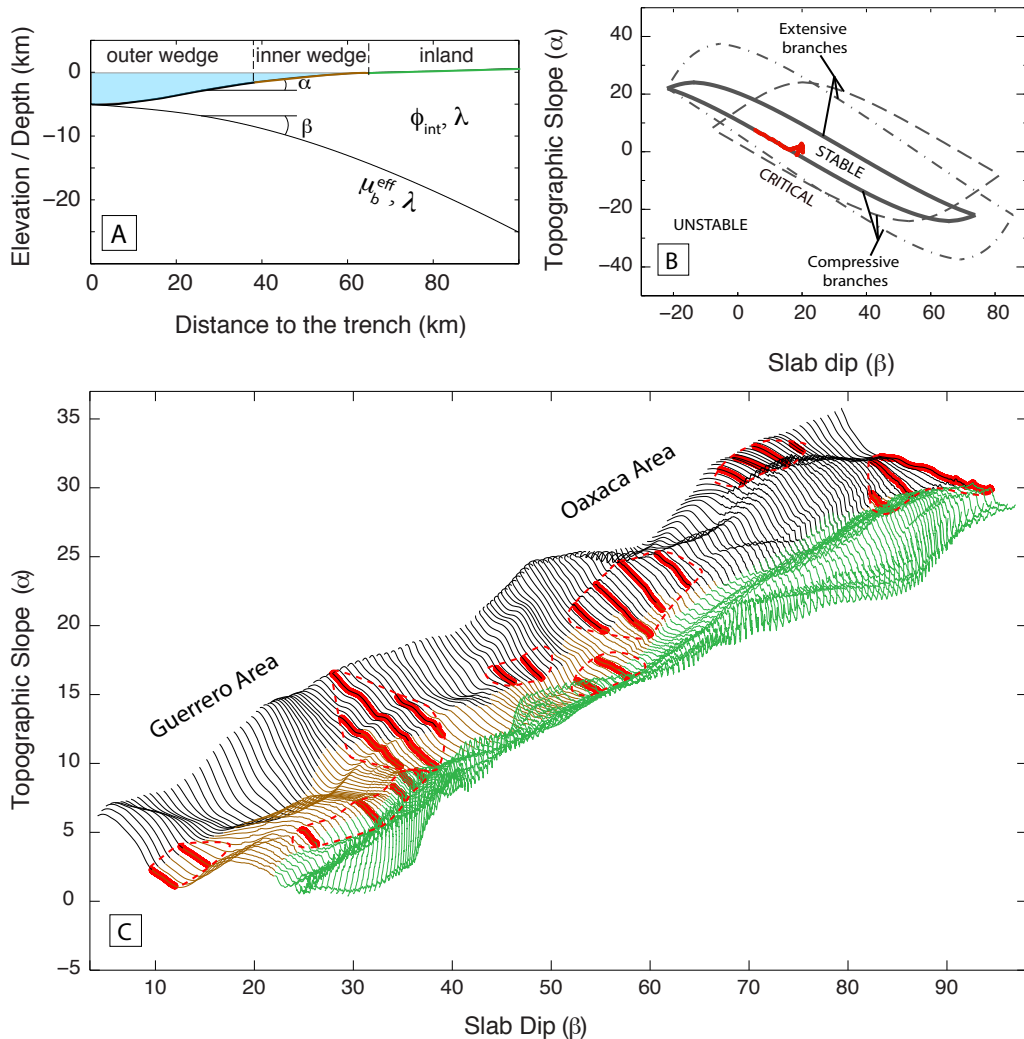 outer wedge
inner wedge
inland
α
β
ϕint, λ
μb eff, λ
A
0
−10
−20
Elevation / Depth (km)
0
20
40
60
80
Distance to the trench (km)
Extensive
branches
STABLE
CRITICAL
UNSTABLE
Compressive
branches
B
40
20
0
−20
−40
Topographic Slope (α)
−20
0
20
40
60
80
Slab dip (β)
Oaxaca Area
Guerrero Area
C
35
30
25
20
15
10
5
0
−5
Topographic Slope (α)
10
20
30
40
50
60
70
80
90
Slab Dip (β)